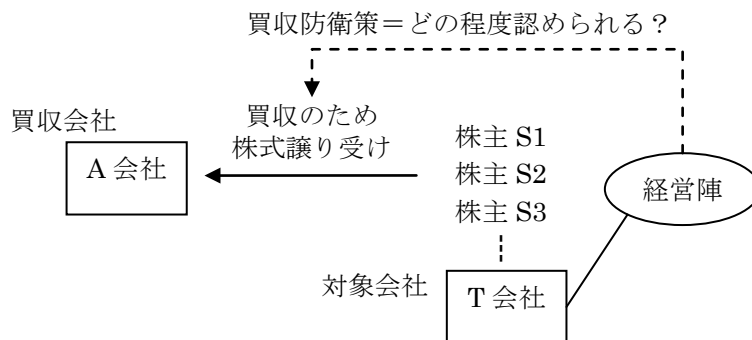 買収防衛策＝どの程度認められる？
買収会社
買収のため
株式譲り受け
A 会社
株主 S1
株主 S2
株主 S3
経営陣
対象会社
T 会社